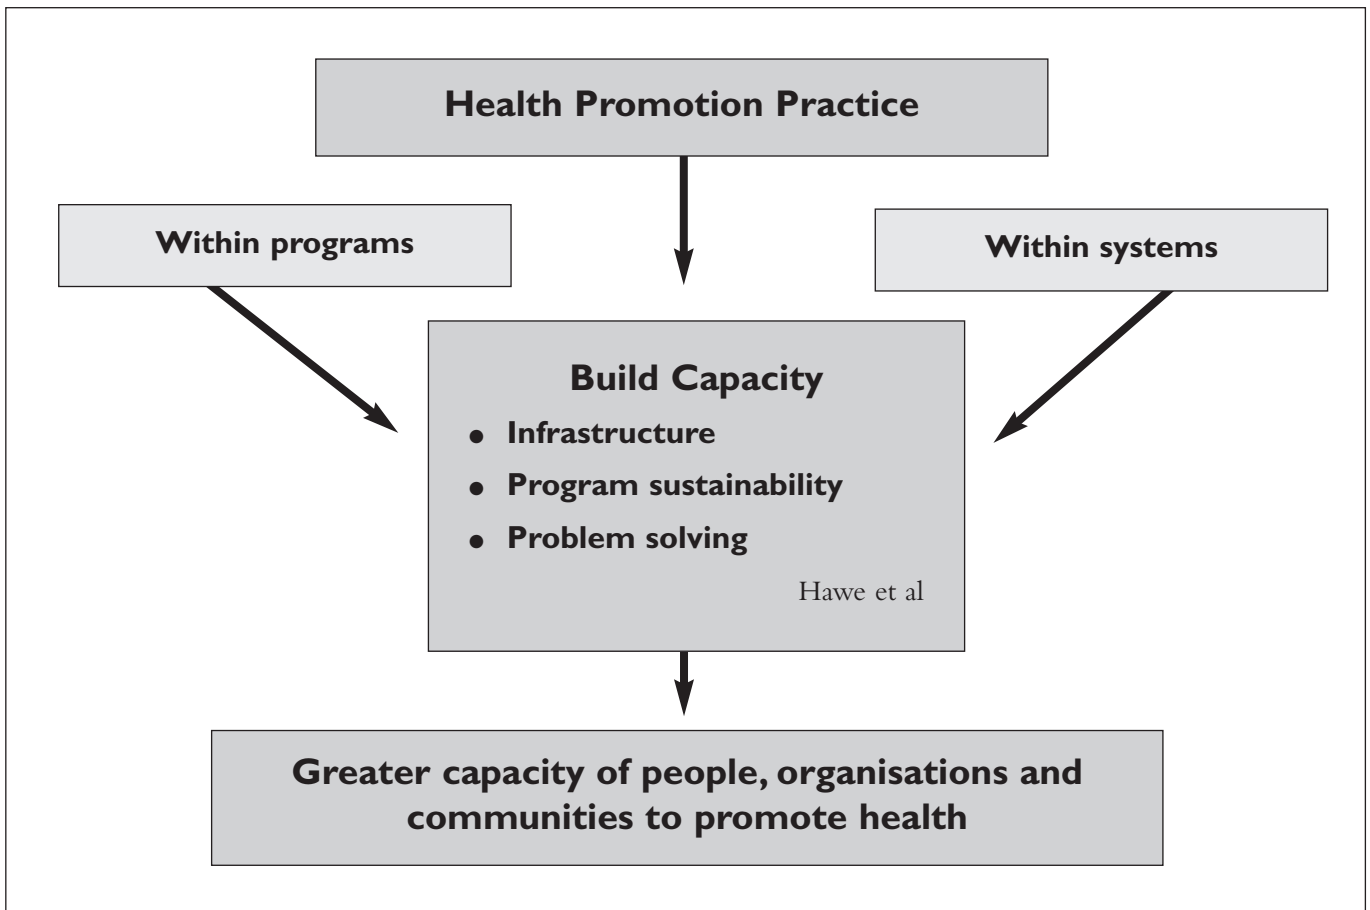 Health Promotion Practice
Within programs
Within systems
Build Capacity
● Infrastructure
● Program sustainability
● Problem solving
Hawe et al
Greater capacity of people, organisations and
communities to promote health